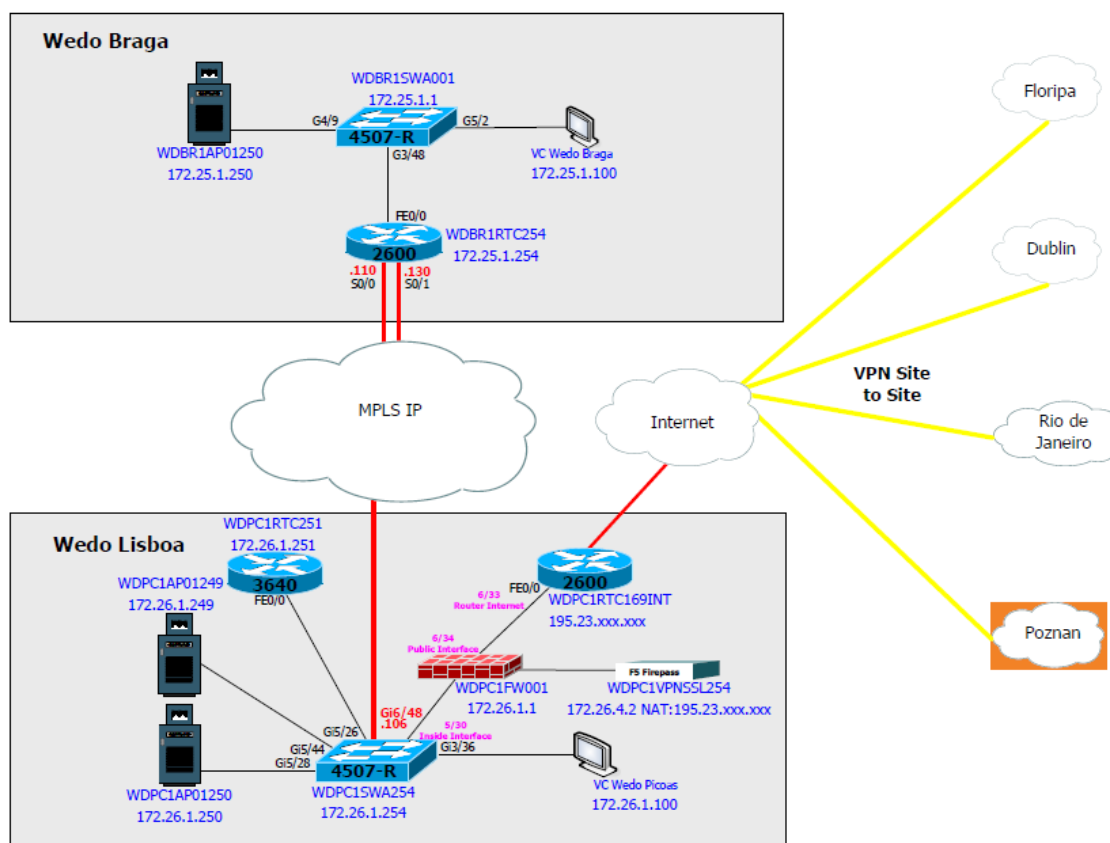 Wedo Braga
WDBR1SWA001
172.25.1.1
G4/9
G5/2
4507-R
G3/48
WDBR1AP01250
172.25.1.250
VC Wedo Braga
172.25.1.100
FE0/0
2600
WDBR1RTC254
172.25.1.254
.110
.130
S0/0
S0/1
MPLS IP
Internet
VPN Site
to Site
Floripa
Dublin
Rio de
Janeiro
Poznan
Wedo Lisboa
WDPC1RTC251
172.26.1.251
3640
FE0/0
WDPC1AP01249
172.26.1.249
FE0/0
2600
WDPC1RTC169INT
195.23.xxx.xxx
6/33
Router Internet
6/34
Public Interface
F5 Firepass
WDPC1FW001
172.26.1.1
WDPC1VPNSSL254
172.26.4.2 NAT:195.23.xxx.xxx
Gi6/48
.106
Gi5/26
5/30
Inside Interface
Gi3/36
Gi5/44
Gi5/28
4507-R
WDPC1SWA254
172.26.1.254
WDPC1AP01250
172.26.1.250
VC Wedo Picoas
172.26.1.100